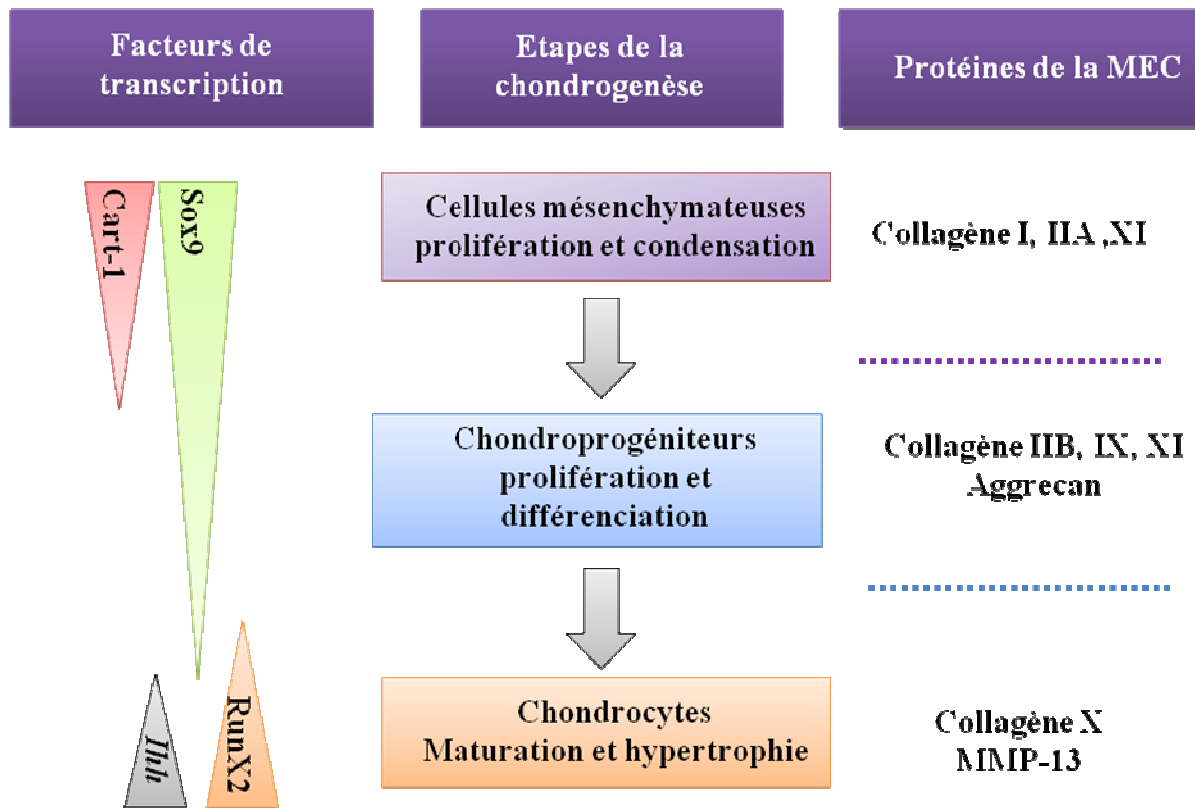 Facteurs de
transcription
Etapes de la
chondrogenèse
Protéines de la MEC
Cart-1
Sox9
Cellules mésenchymateuses
prolifération et condensation
Collagène I, IIA ,XI
Chondroprogéniteurs
prolifération et
différenciation
Collagène IIB, IX, XI
Aggrecan
Ihh
RunX2
Chondrocytes
Maturation et hypertrophie
Collagène X
MMP-13